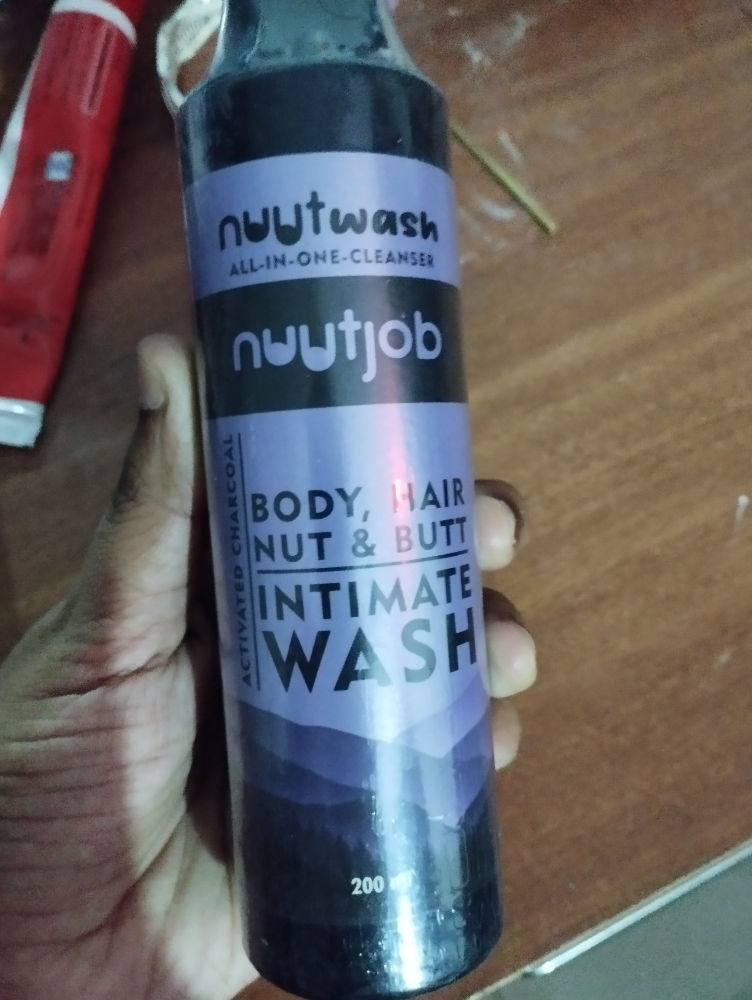 nuutwash
ALL-IN-ONE-CLEANSER
nuutjob
ACTIVATED CHARCOAL
BODY, HAIR
NUT & BUTT
INTIMATE
WASH
200